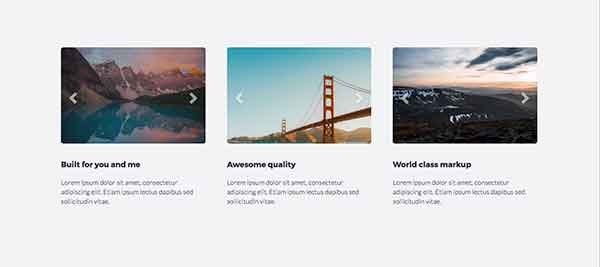 Built for you and me
Lorem ipsum dolor sit amet, consectetur
adipiscing elit. Etiam ipsum lectus dapibus sed
sollicitudin vitae.
Awesome quality
Lorem ipsum dolor sit amet, consectetur
adipiscing elit. Etiam ipsum lectus dapibus sed
sollicitudin vitae.
World class markup
Lorem ipsum dolor sit amet, consectetur
adipiscing elit. Etiam ipsum lectus dapibus sed
sollicitudin vitae.